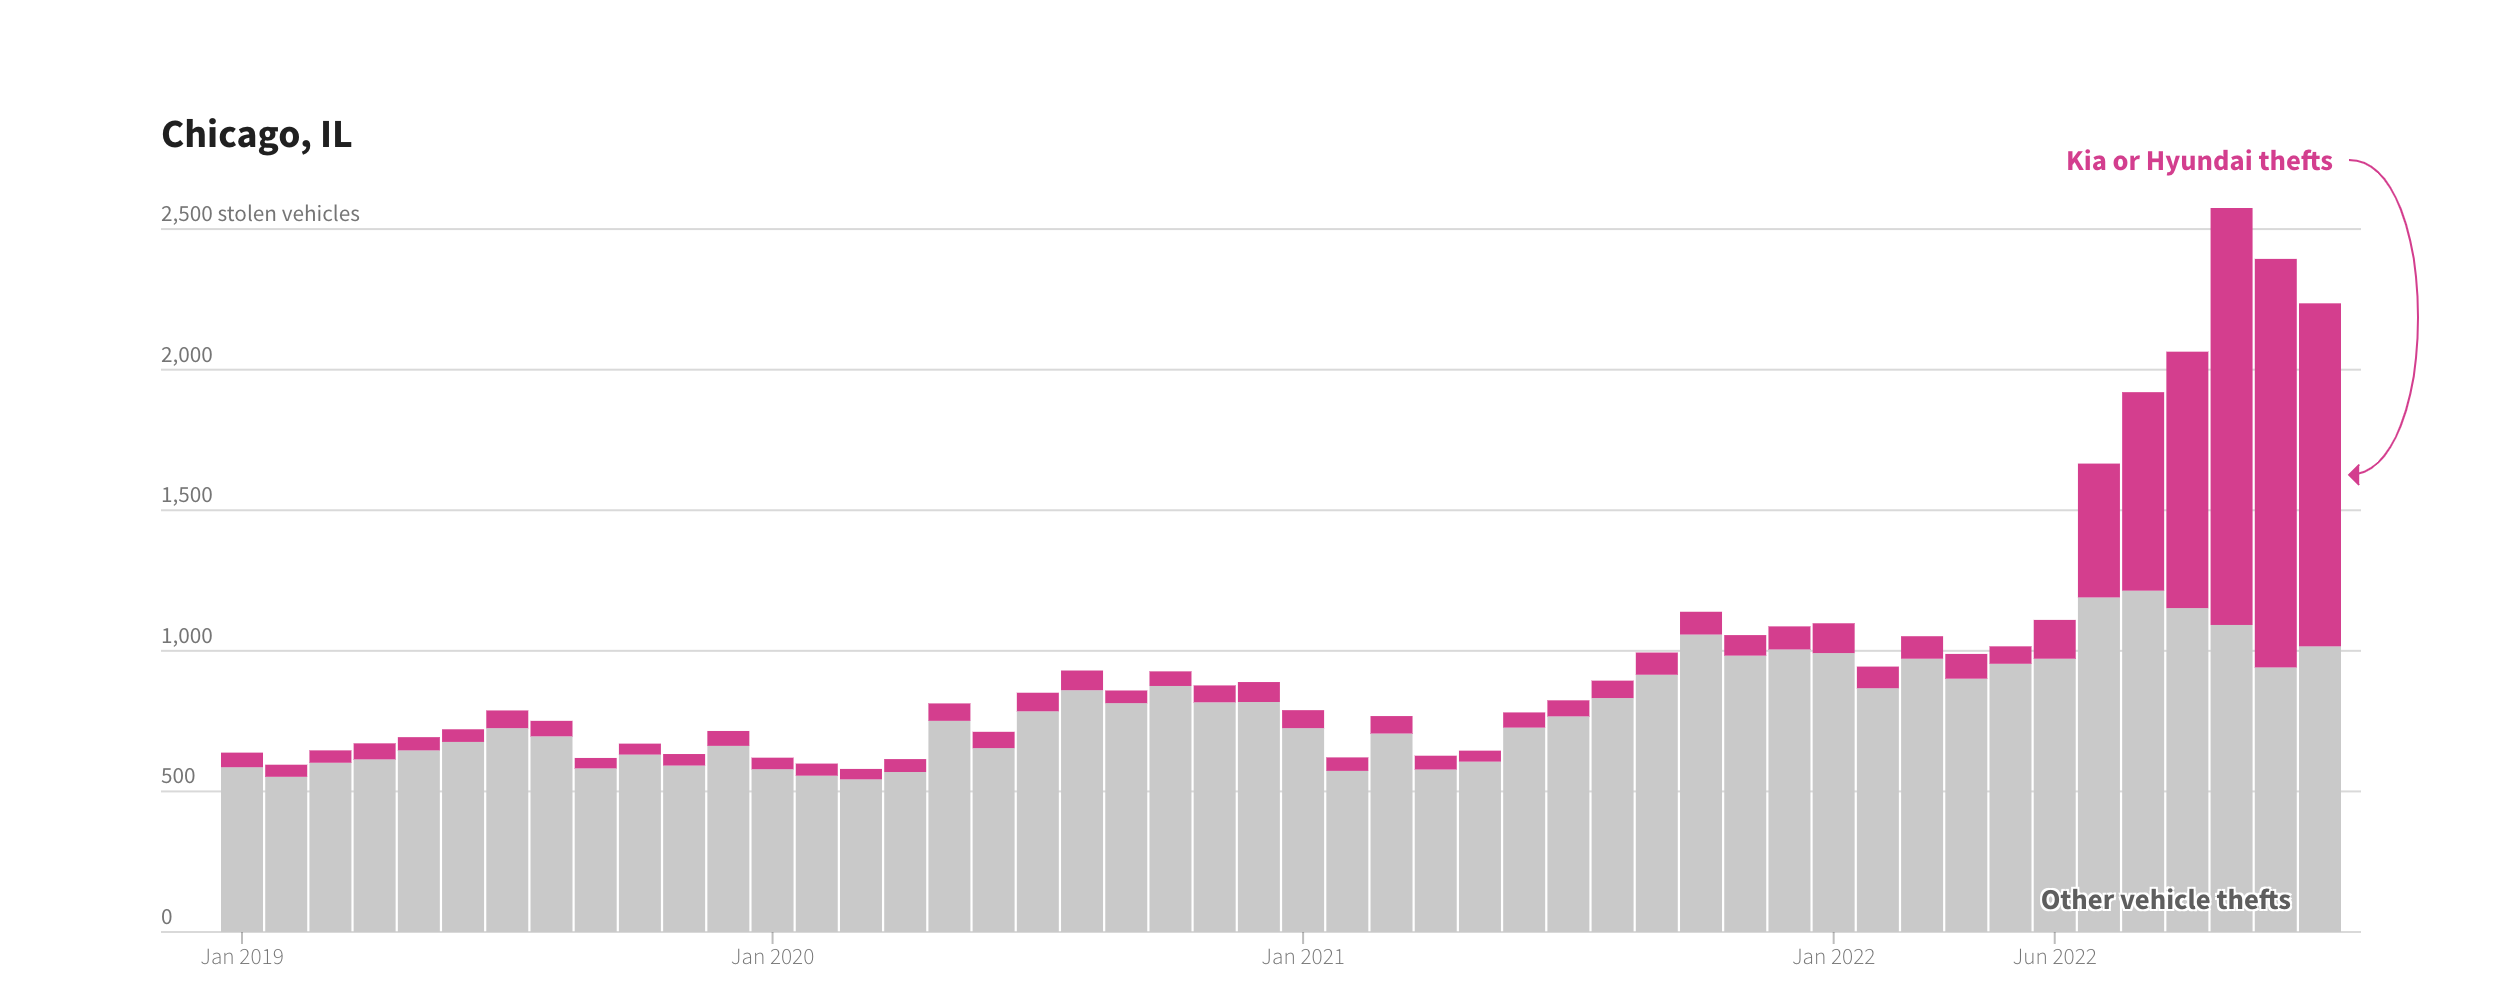 Chicago, IL
Kia or Hyundai thefts
2,500 stolen vehicles
2,000
1,500
1,000
500
0
Other vehicle thefts
Jan 2019
Jan 2020
Jan 2021
Jan 2022
Jun 2022